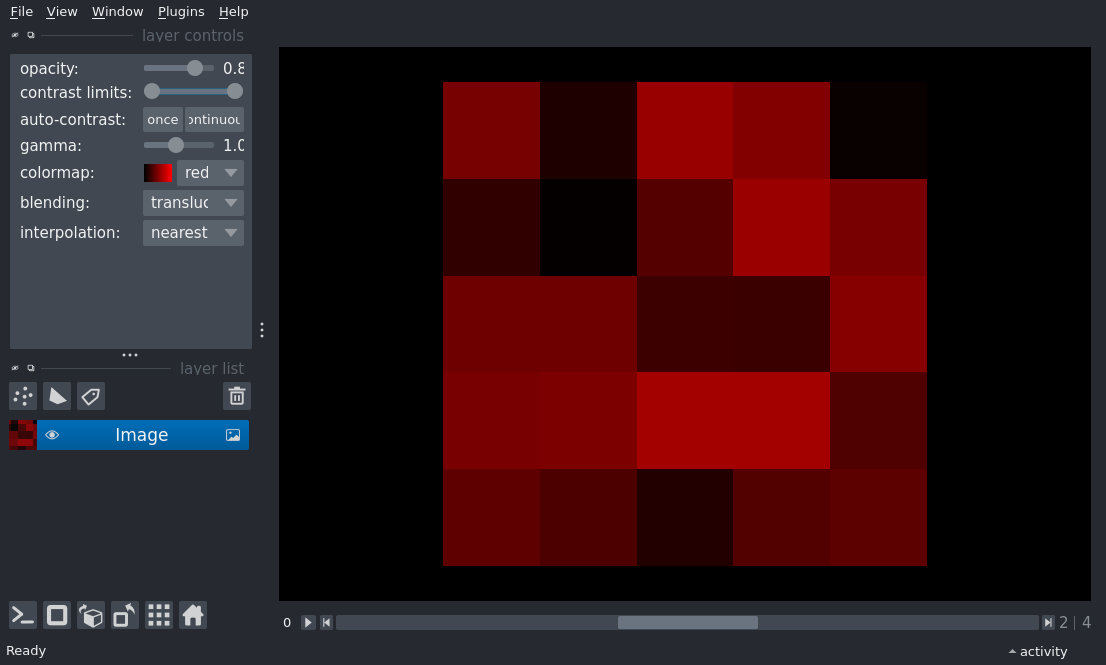 File View Window Plugins Help
layer controls
opacity: 0.8
contrast limits:
auto-contrast: once ontinuou
gamma: 1.0
colormap: red
blending: transluc
interpolation: nearest
layer list
Image
0 2 | 4
Ready activity